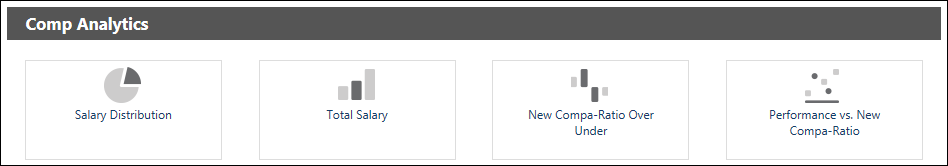 Comp Analytics
Salary Distribution
Total Salary
New Compa-Ratio Over
Under
Performance vs. New
Compa-Ratio